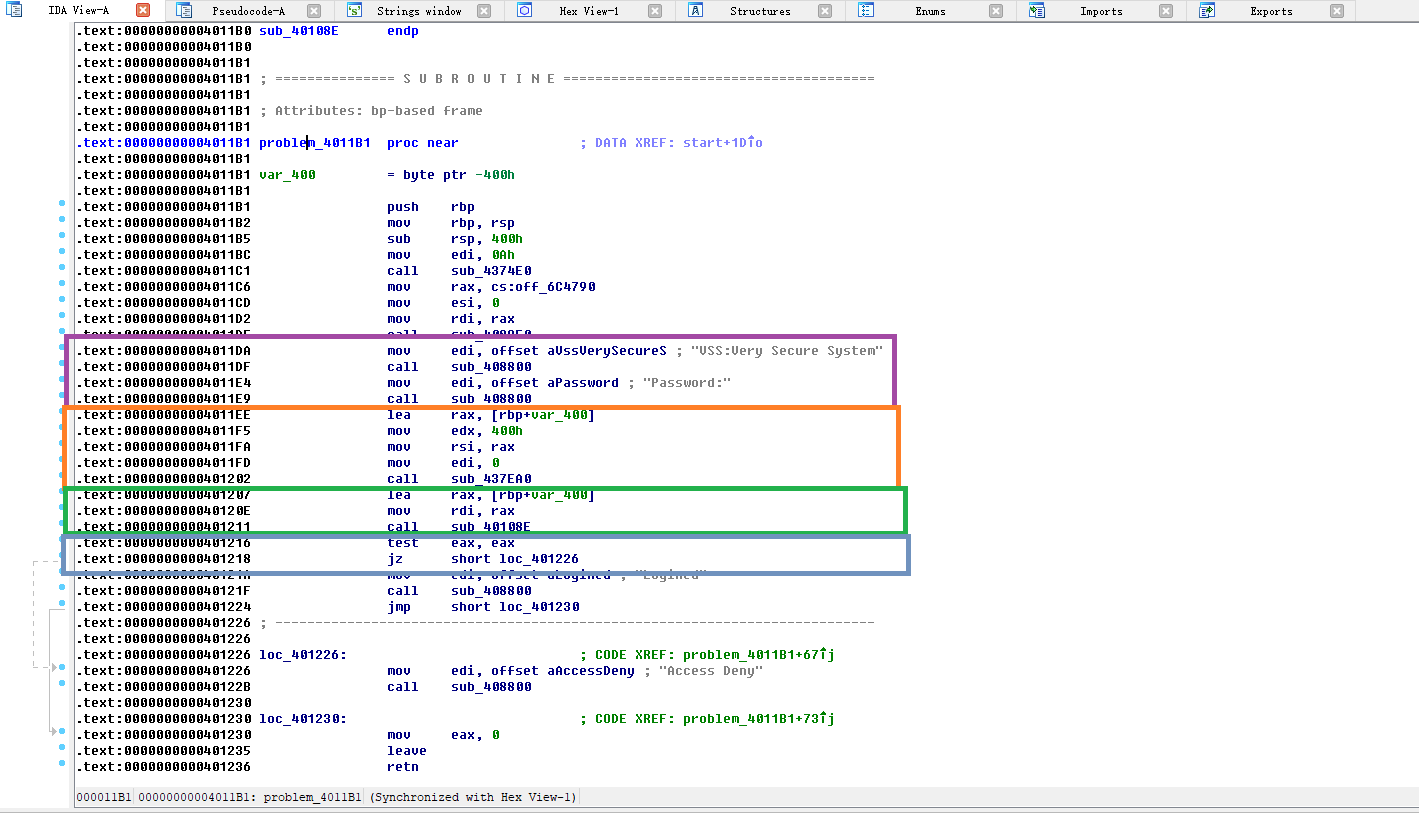 IDA View-A Pseudocode-A Strings window Hex View-1 Structures Enums Imports Exports
.text:00000000004011B0 sub_40108E endp
.text:00000000004011B0
.text:00000000004011B1
.text:00000000004011B1 ; =============== S U B R O U T I N E =======================================
.text:00000000004011B1
.text:00000000004011B1 ; Attributes: bp-based frame
.text:00000000004011B1
.text:00000000004011B1 problem_4011B1 proc near ; DATA XREF: start+1D↑o
.text:00000000004011B1
.text:00000000004011B1 var_400 = byte ptr -400h
.text:00000000004011B1
.text:00000000004011B1 push rbp
.text:00000000004011B2 mov rbp, rsp
.text:00000000004011B5 sub rsp, 400h
.text:00000000004011BC mov edi, 0Ah
.text:00000000004011C1 call sub_4374E0
.text:00000000004011C6 mov rax, cs:off_6C4790
.text:00000000004011CD mov esi, 0
.text:00000000004011D2 mov rdi, rax
.text:00000000004011DA mov edi, offset aVssVerySecureS ; "VSS:Very Secure System"
.text:00000000004011DF call sub_408800
.text:00000000004011E4 mov edi, offset aPassword ; "Password:"
.text:00000000004011E9 call sub_408800
.text:00000000004011EE lea rax, [rbp+var_400]
.text:00000000004011F5 mov edx, 400h
.text:00000000004011FA mov rsi, rax
.text:00000000004011FD mov edi, 0
.text:0000000000401202 call sub_437EA0
.text:0000000000401207 lea rax, [rbp+var_400]
.text:000000000040120E mov rdi, rax
.text:0000000000401211 call sub_40108E
.text:0000000000401216 test eax, eax
.text:0000000000401218 jz short loc_401226
.text:000000000040121F call sub_408800
.text:0000000000401224 jmp short loc_401230
.text:0000000000401226 ; ---------------------------------------------------------------------------
.text:0000000000401226
.text:0000000000401226 loc_401226: ; CODE XREF: problem_4011B1+67↑j
.text:0000000000401226 mov edi, offset aAccessDeny ; "Access Deny"
.text:000000000040122B call sub_408800
.text:0000000000401230
.text:0000000000401230 loc_401230: ; CODE XREF: problem_4011B1+73↑j
.text:0000000000401230 mov eax, 0
.text:0000000000401235 leave
.text:0000000000401236 retn
000011B1 00000000004011B1: problem_4011B1 (Synchronized with Hex View-1)